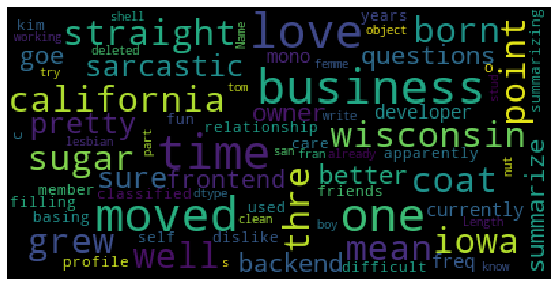 shell
Name
love
years
born
point
summarizing
kim
working
straight
deleted
mono
object
goe
questions
try
sarcastic
tom
femme
o
business
write
california
owner
developer
stud
part
pretty
fun
relationship
wisconsin
lesbian
care
u
time
san
fran
already
nut
sugar
sure
frontend
thre
apparently
better
coat
summarize
member
classified
dtype
friends
filling
used
clean
one
currently
iowa
basing
moved
self
dislike
boy
Length
grew
well
mean
profile
s
backend
difficult
freq
know